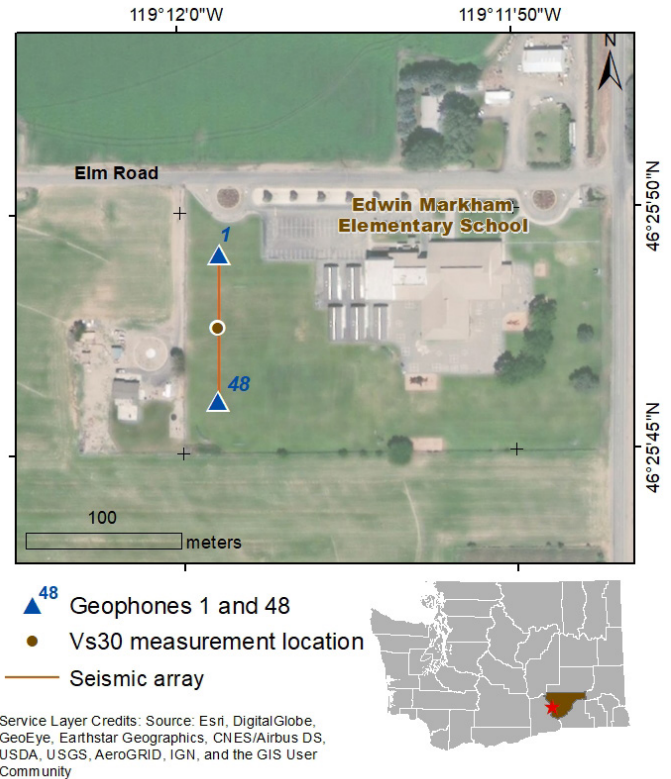 119°12'0"W
119°11'50"W
N
Elm Road
Edwin Markham
Elementary School
46°25'50"N
1
48
46°25'45"N
100
meters
48
Geophones 1 and 48
Vs30 measurement location
Seismic array
Service Layer Credits: Source: Esri, DigitalGlobe,
GeoEye, Earthstar Geographics, CNES/Airbus DS,
USDA, USGS, AeroGRID, IGN, and the GIS User
Community